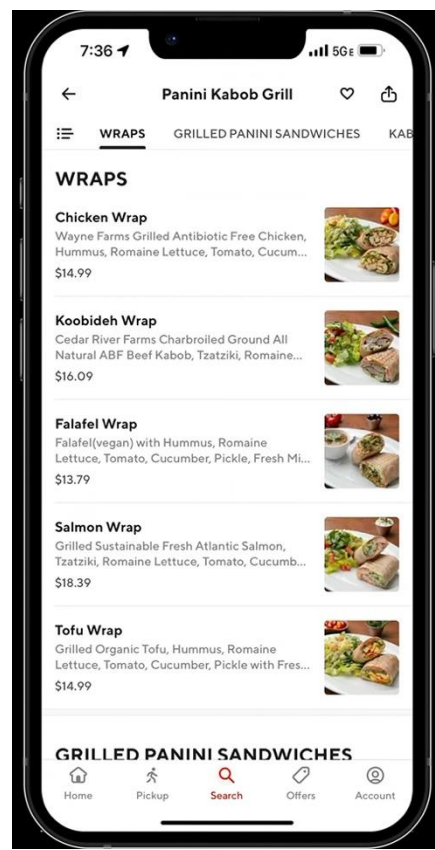 7:36
5GE
Panini Kabob Grill
WRAPS GRILLED PANINI SANDWICHES KAB
WRAPS
Chicken Wrap
Wayne Farms Grilled Antibiotic Free Chicken,
Hummus, Romaine Lettuce, Tomato, Cucum...
$14.99
Koobideh Wrap
Cedar River Farms Charbroiled Ground All
Natural ABF Beef Kabob, Tzatziki, Romaine...
$16.09
Falafel Wrap
Falafel(vegan) with Hummus, Romaine
Lettuce, Tomato, Cucumber, Pickle, Fresh Mi...
$13.79
Salmon Wrap
Grilled Sustainable Fresh Atlantic Salmon,
Tzatziki, Romaine Lettuce, Tomato, Cucumb...
$18.39
Tofu Wrap
Grilled Organic Tofu, Hummus, Romaine
Lettuce, Tomato, Cucumber, Pickle with Fres...
$14.99
GRILLED PANINI SANDWICHES
Home Pickup Search Offers Account